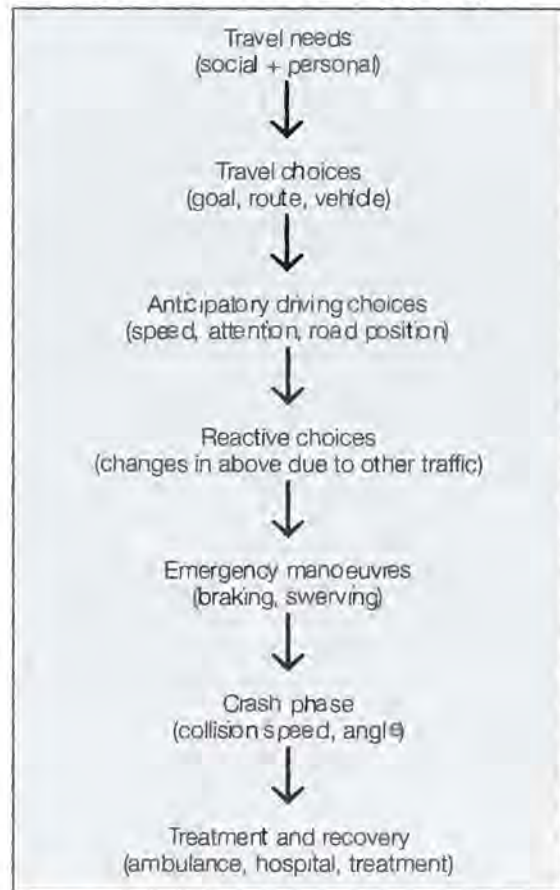 Travel needs
(social + personal)
Travel choices
(goal, route, vehicle)
Anticipatory driving choices
(speed, attention, road position)
Reactive choices
(changes in above due to other traffic)
Emergency manoeuvres
(braking, swerving)
Crash phase
(collision speed, angle)
Treatment and recovery
(ambulance, hospital, treatment)